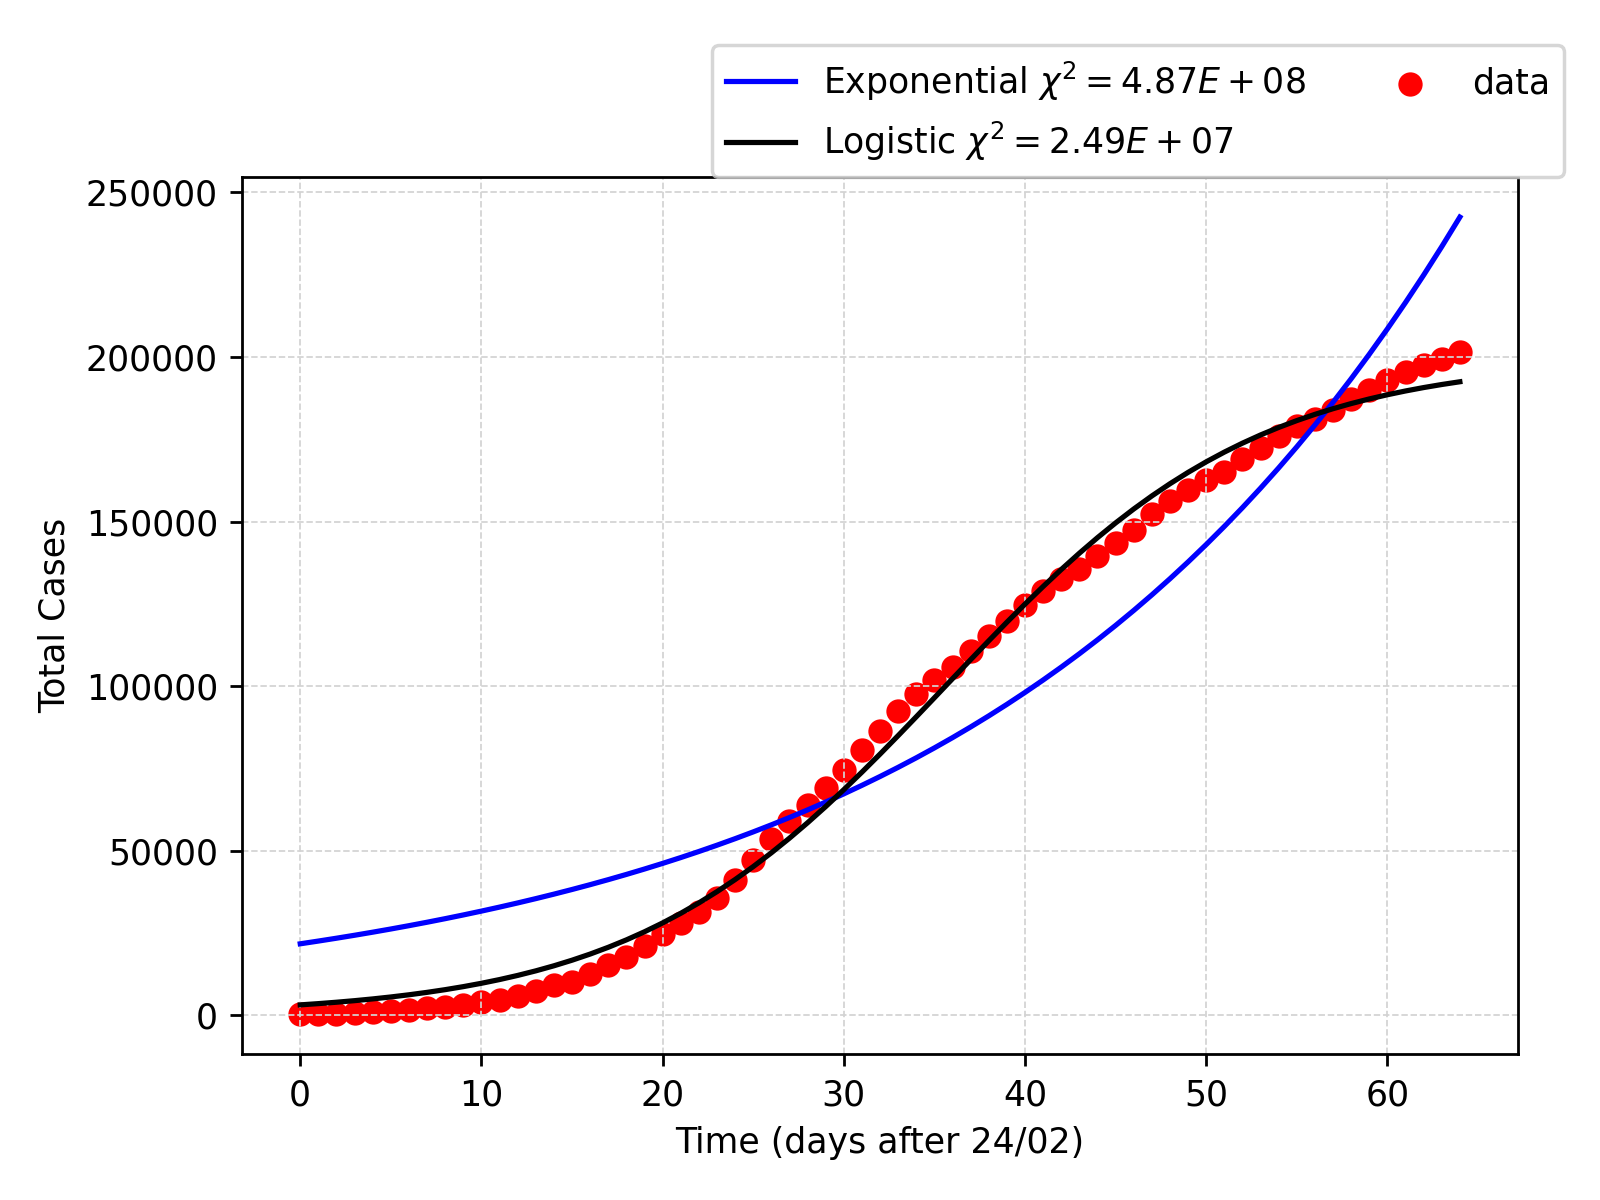 Exponential χ² = 4.87E + 08
data
Logistic χ² = 2.49E + 07
250000
200000
150000
100000
50000
0
Total Cases
0 10 20 30 40 50 60
Time (days after 24/02)